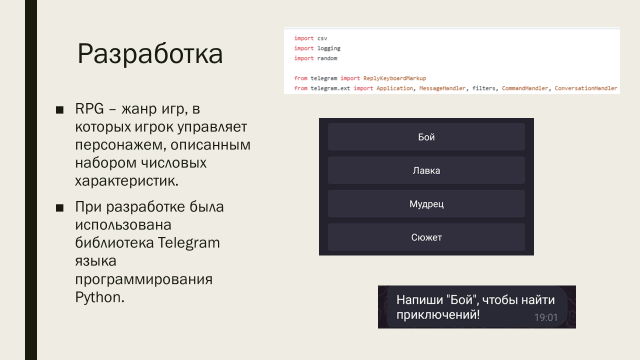 Разработка
■ RPG – жанр игр, в
которых игрок управляет
персонажем, описанным
набором числовых
характеристик.
■ При разработке была
использована
библиотека Telegram
языка
программирования
Python.
import csv
import logging
import random
from telegram import ReplyKeyboardMarkup
from telegram.ext import Application, MessageHandler, filters, CommandHandler, ConversationHandler
Бой
Лавка
Мудрец
Сюжет
Напиши "Бой", чтобы найти
приключений!
19:01